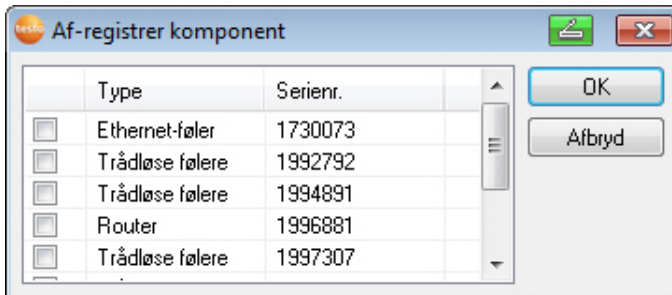 testo Af-registrer komponent
Type Serienr.
OK
Ethernet-føler 1730073
Afbryd
Trådløse følere 1992792
Trådløse følere 1994891
Router 1996881
Trådløse følere 1997307